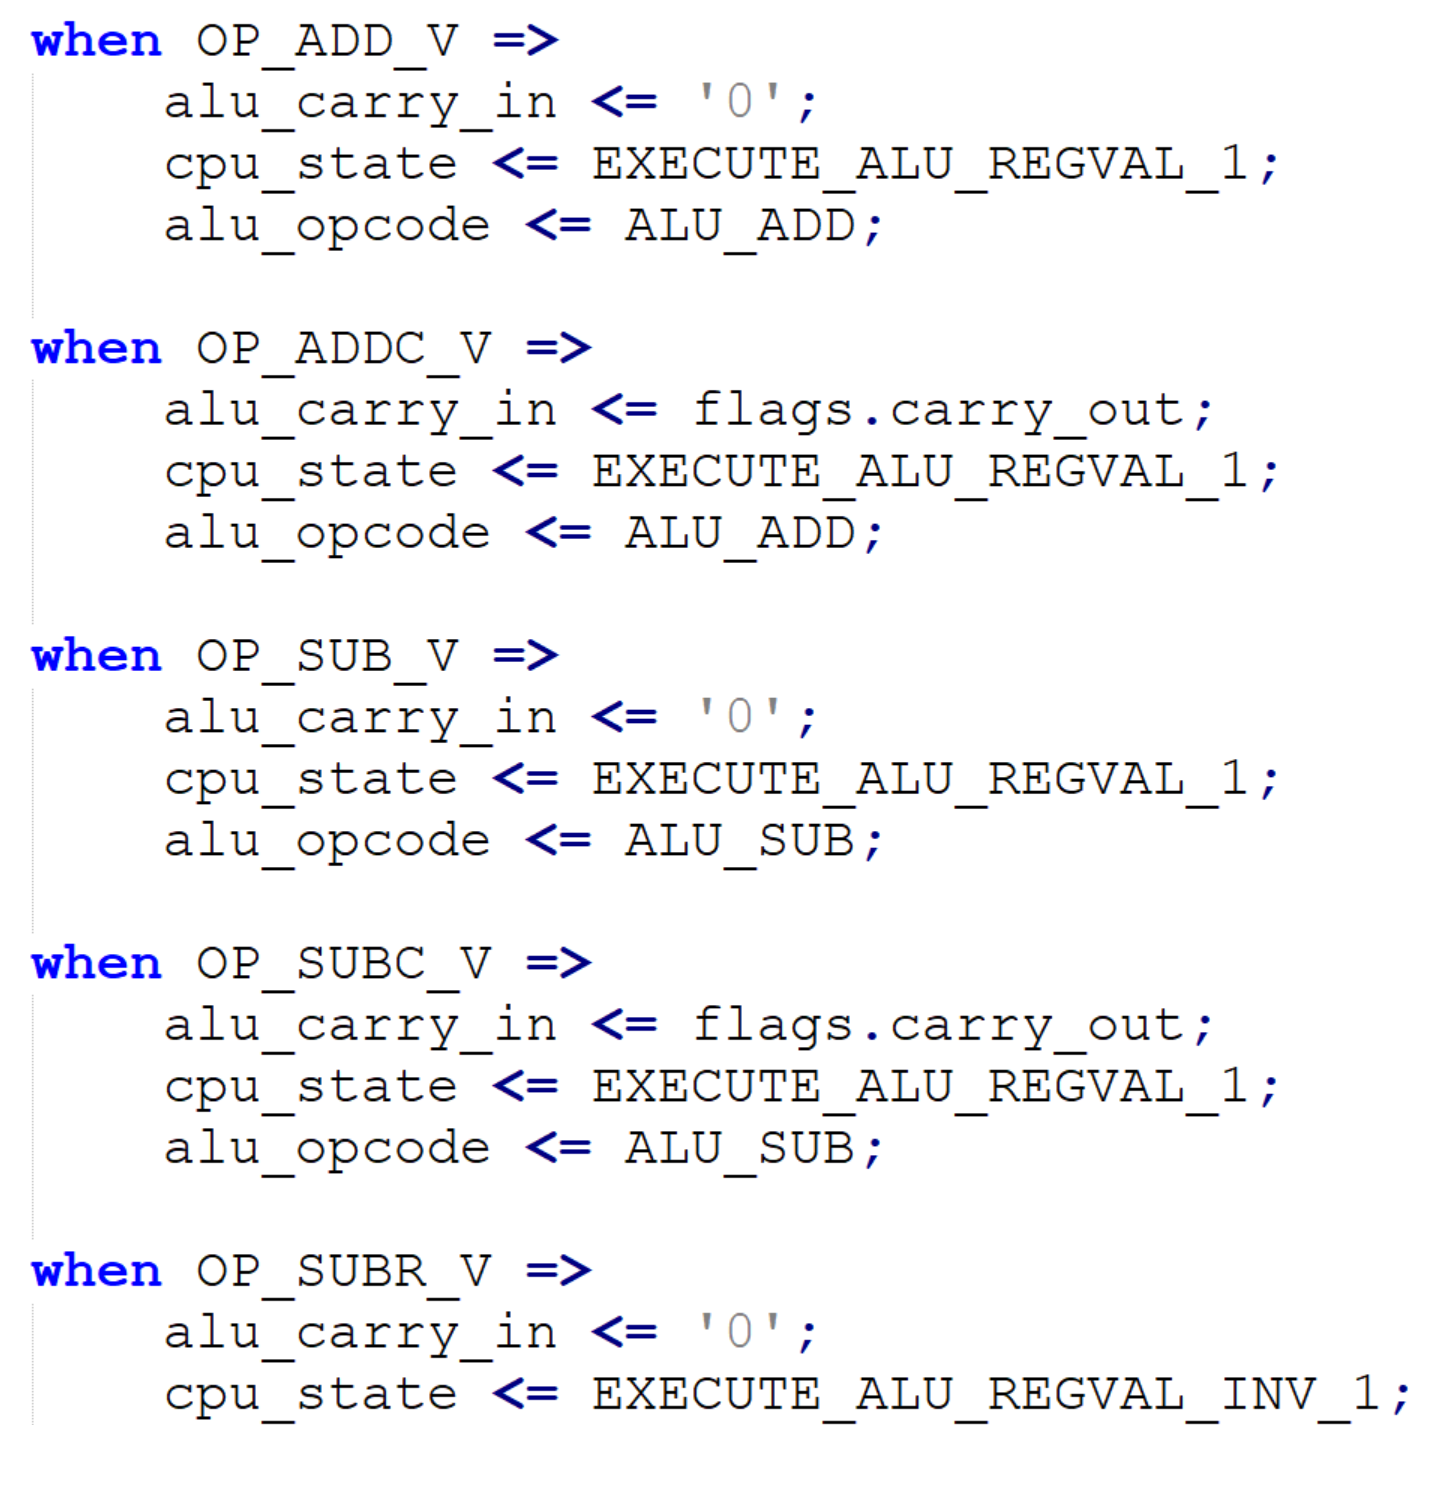 when OP_ADD_V =>
alu_carry_in <= '0';
cpu_state <= EXECUTE_ALU_REGVAL_1;
alu_opcode <= ALU_ADD;
when OP_ADDC_V =>
alu_carry_in <= flags.carry_out;
cpu_state <= EXECUTE_ALU_REGVAL_1;
alu_opcode <= ALU_ADD;
when OP_SUB_V =>
alu_carry_in <= '0';
cpu_state <= EXECUTE_ALU_REGVAL_1;
alu_opcode <= ALU_SUB;
when OP_SUBC_V =>
alu_carry_in <= flags.carry_out;
cpu_state <= EXECUTE_ALU_REGVAL_1;
alu_opcode <= ALU_SUB;
when OP_SUBR_V =>
alu_carry_in <= '0';
cpu_state <= EXECUTE_ALU_REGVAL_INV_1;